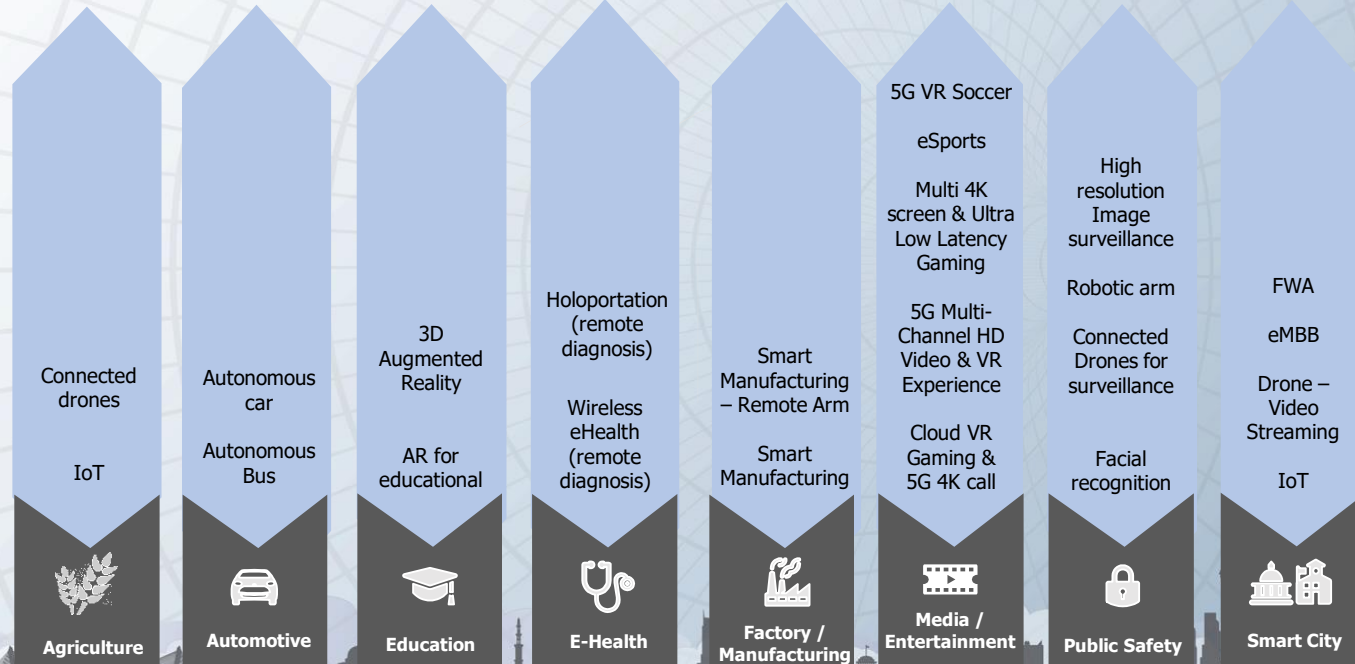 Connected
drones
IoT
Agriculture
Autonomous
car
Autonomous
Bus
Automotive
3D
Augmented
Reality
AR for
educational
Education
Holoportation
(remote
diagnosis)
Wireless
eHealth
(remote
diagnosis)
E-Health
Smart
Manufacturing
– Remote Arm
Smart
Manufacturing
Factory /
Manufacturing
5G VR Soccer
eSports
Multi 4K
screen & Ultra
Low Latency
Gaming
5G Multi-
Channel HD
Video & VR
Experience
Cloud VR
Gaming &
5G 4K call
Media /
Entertainment
High
resolution
Image
surveillance
Robotic arm
Connected
Drones for
surveillance
Facial
recognition
Public Safety
FWA
eMBB
Drone –
Video
Streaming
IoT
Smart City